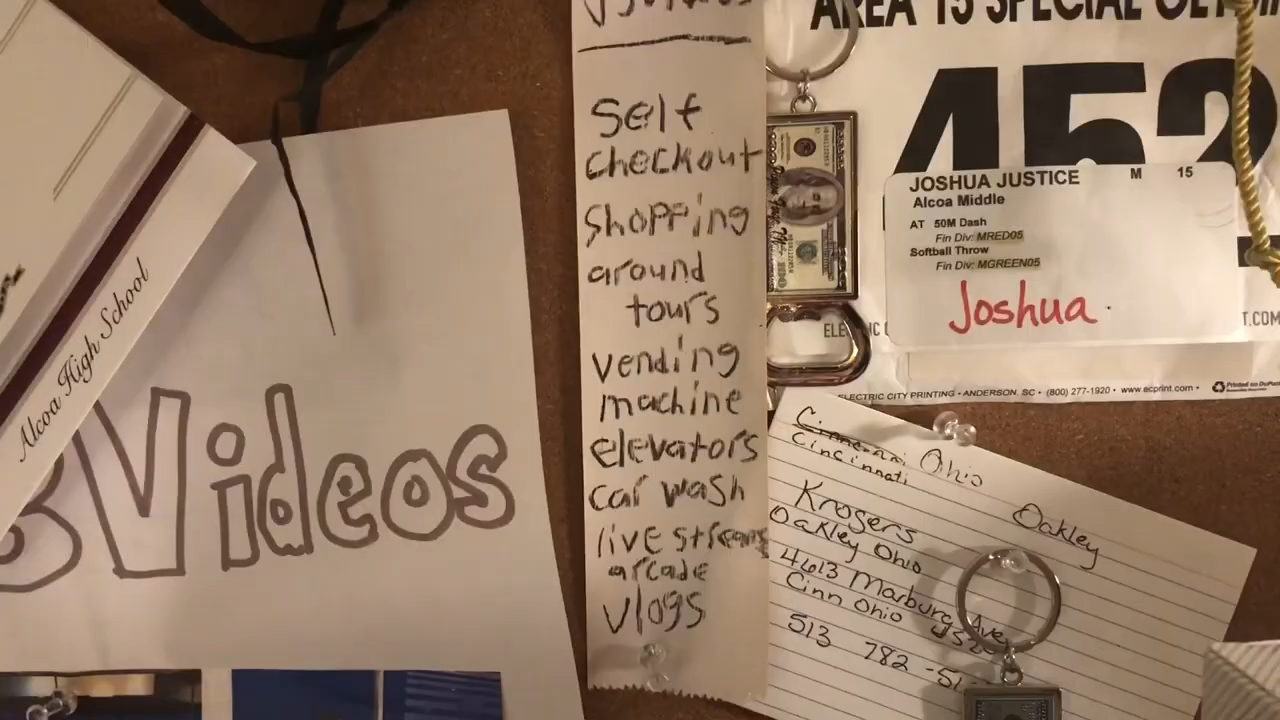 Alcoa High School
Videos
self
checkout
shopping
around
tours
vending
machine
elevators
car wash
live streams
arcade
vlogs
AREA 15 SPECIAL
452
JOSHUA JUSTICE M 15
Alcoa Middle
AT 50M Dash
Fin Div: MRED05
Softball Throw
Fin Div: MGREEN05
Joshua
ELECTRIC CITY PRINTING • ANDERSON, SC • (800) 277-1920 • www.ecprint.com •
Ohio
Cincinnati
Oakley
Krogers
Oakley Ohio
4613 Marburg Ave
Cinn Ohio
513 782